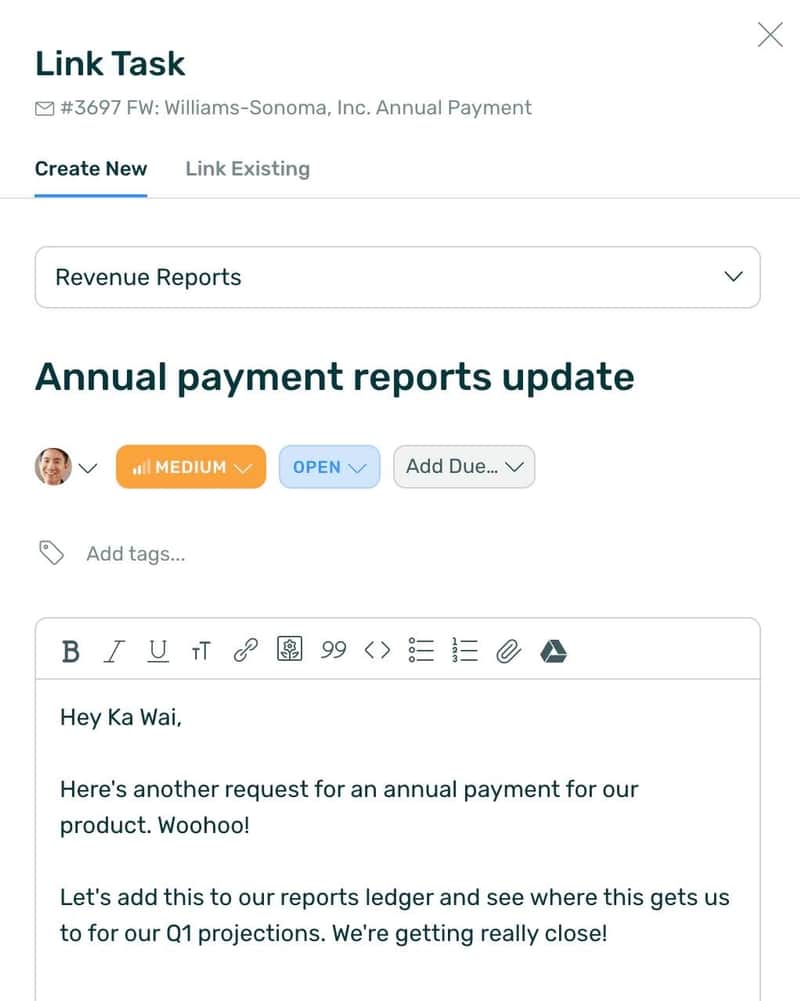 Link Task
#3697 FW: Williams-Sonoma, Inc. Annual Payment
Create New Link Existing
Revenue Reports
Annual payment reports update
MEDIUM OPEN Add Due...
Add tags...
B I U TT 99 <>
Hey Ka Wai,
Here's another request for an annual payment for our
product. Woohoo!
Let's add this to our reports ledger and see where this gets us
to for our Q1 projections. We're getting really close!